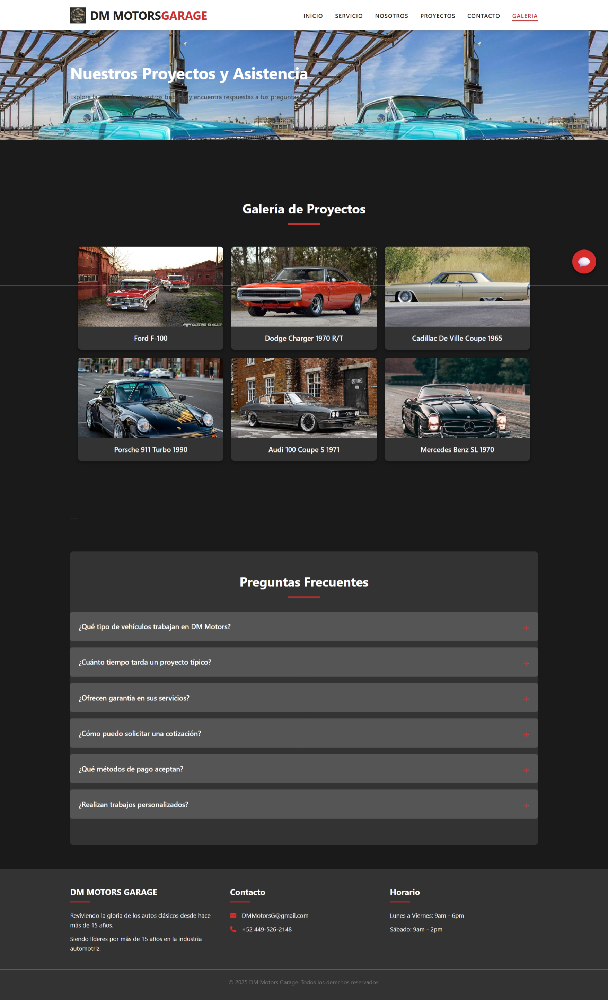 DM MOTORSGARAGE
INICIO SERVICIO NOSOTROS PROYECTOS CONTACTO GALERIA
Nuestros Proyectos y Asistencia
Explora la excelencia de nuestros trabajos y encuentra respuestas a tus preguntas.
---
Galería de Proyectos
CUSTOM CLASSIC
Ford F-100
Dodge Charger 1970 R/T
Cadillac De Ville Coupe 1965
Porsche 911 Turbo 1990
Audi 100 Coupe S 1971
Mercedes Benz SL 1970
---
Preguntas Frecuentes
¿Qué tipo de vehículos trabajan en DM Motors? +
¿Cuánto tiempo tarda un proyecto típico? +
¿Ofrecen garantía en sus servicios? +
¿Cómo puedo solicitar una cotización? +
¿Qué métodos de pago aceptan? +
¿Realizan trabajos personalizados? +
DM MOTORS GARAGE
Reviviendo la gloria de los autos clásicos desde hace
más de 15 años.
Siendo líderes por más de 15 años en la industria
automotriz.
Contacto
DMMotorsG@gmail.com
+52 449-526-2148
Horario
Lunes a Viernes: 9am - 6pm
Sábado: 9am - 2pm
© 2025 DM Motors Garage. Todos los derechos reservados.